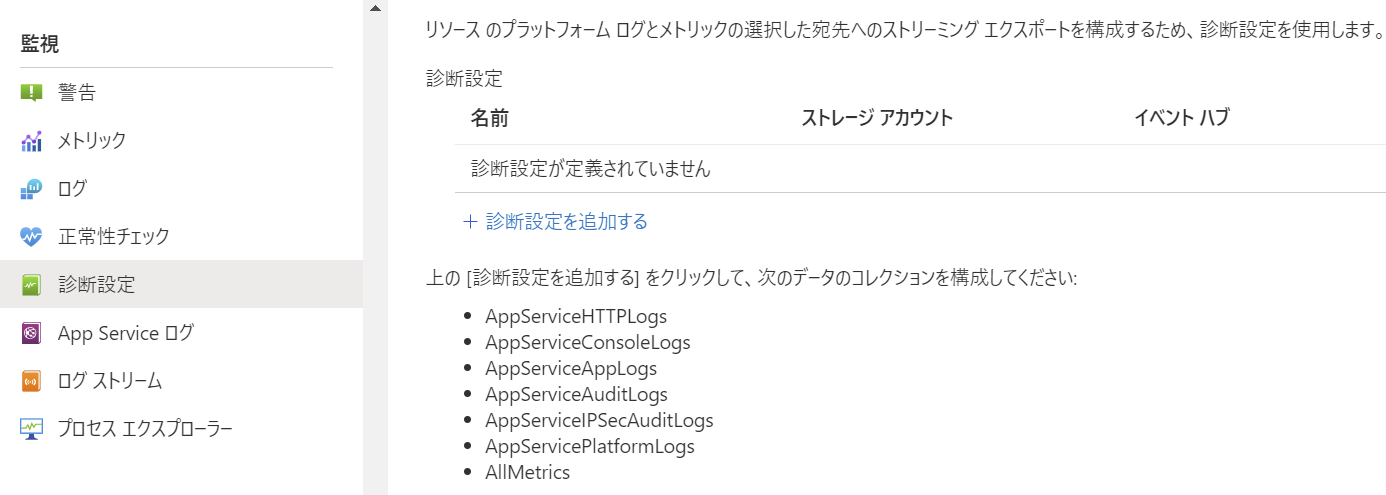 監視
警告
メトリック
ログ
正常性チェック
診断設定
App Service ログ
ログ ストリーム
プロセス エクスプローラー
リソース のプラットフォーム ログとメトリックの選択した宛先へのストリーミング エクスポートを構成するため、診断設定を使用します。
診断設定
名前 ストレージ アカウント イベント ハブ
診断設定が定義されていません
+ 診断設定を追加する
上の [診断設定を追加する] をクリックして、次のデータのコレクションを構成してください:
• AppServiceHTTPLogs
• AppServiceConsoleLogs
• AppServiceAppLogs
• AppServiceAuditLogs
• AppServiceIPSecAuditLogs
• AppServicePlatformLogs
• AllMetrics